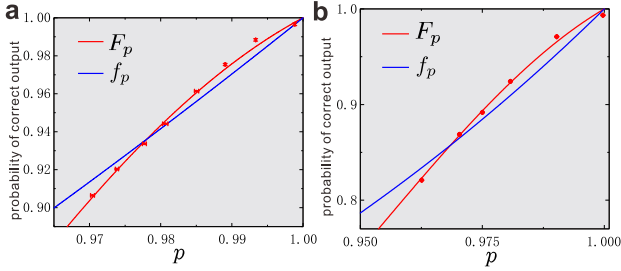 a
probability of correct output
1.00
0.98
0.96
0.94
0.92
0.90
F_p
f_p
0.97 0.98 0.99 1.00
p
b
probability of correct output
1.0
0.9
0.8
F_p
f_p
0.950 0.975 1.000
p